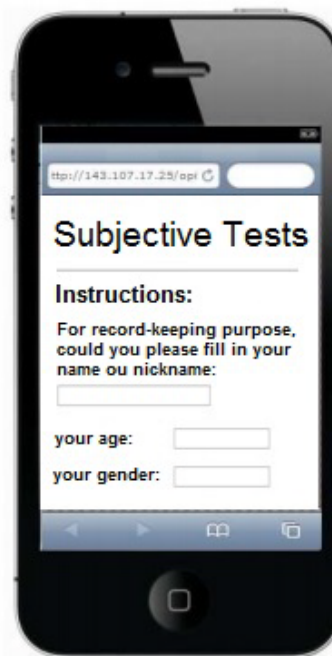 ttp://143.107.17.25/opi
Subjective Tests
Instructions:
For record-keeping purpose,
could you please fill in your
name ou nickname:
your age:
your gender: